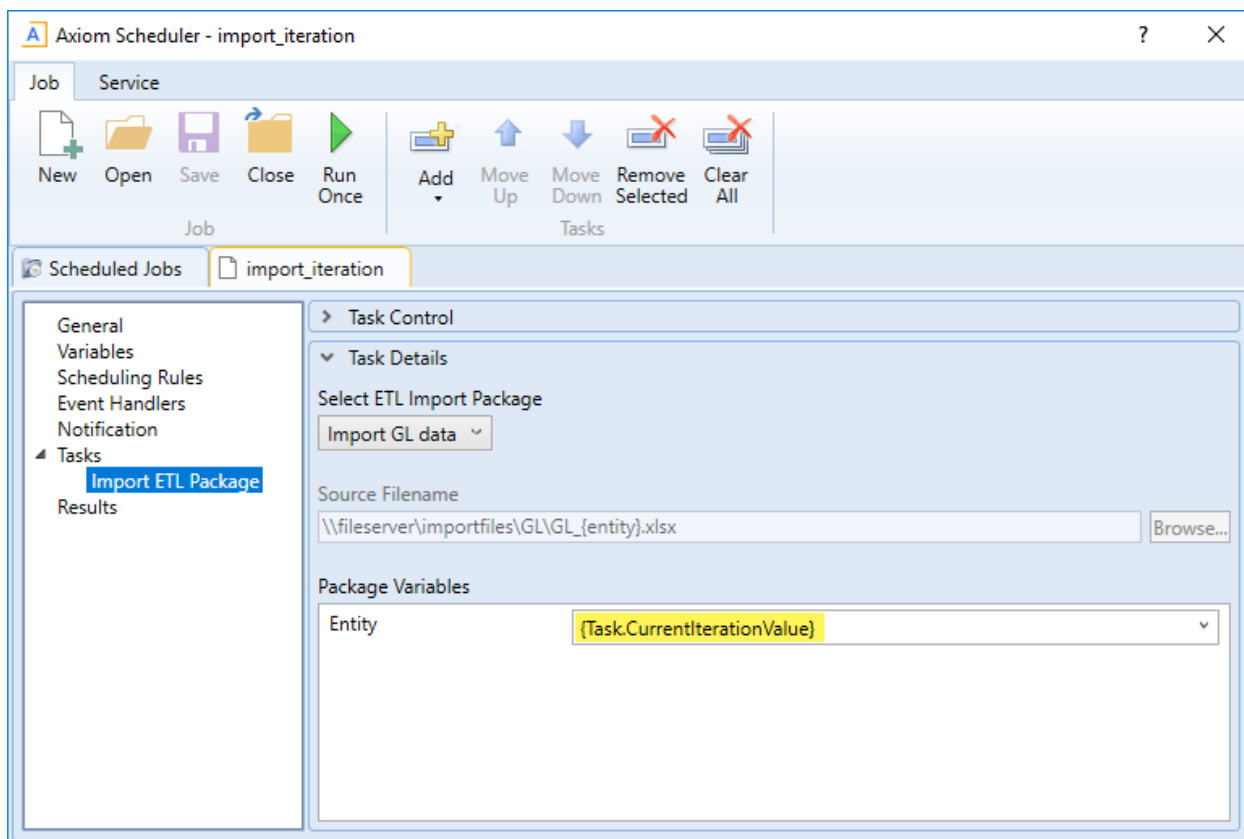 A Axiom Scheduler - import_iteration ? ×
Job Service
New Open Save Close Run Once Add Move Up Move Down Remove Selected Clear All
Job Tasks
Scheduled Jobs import_iteration
General
Variables
Scheduling Rules
Event Handlers
Notification
Tasks
Import ETL Package
Results
Task Control
Task Details
Select ETL Import Package
Import GL data
Source Filename
\\fileserver\importfiles\GL\GL_{entity}.xlsx Browse...
Package Variables
Entity {Task.CurrentIterationValue}